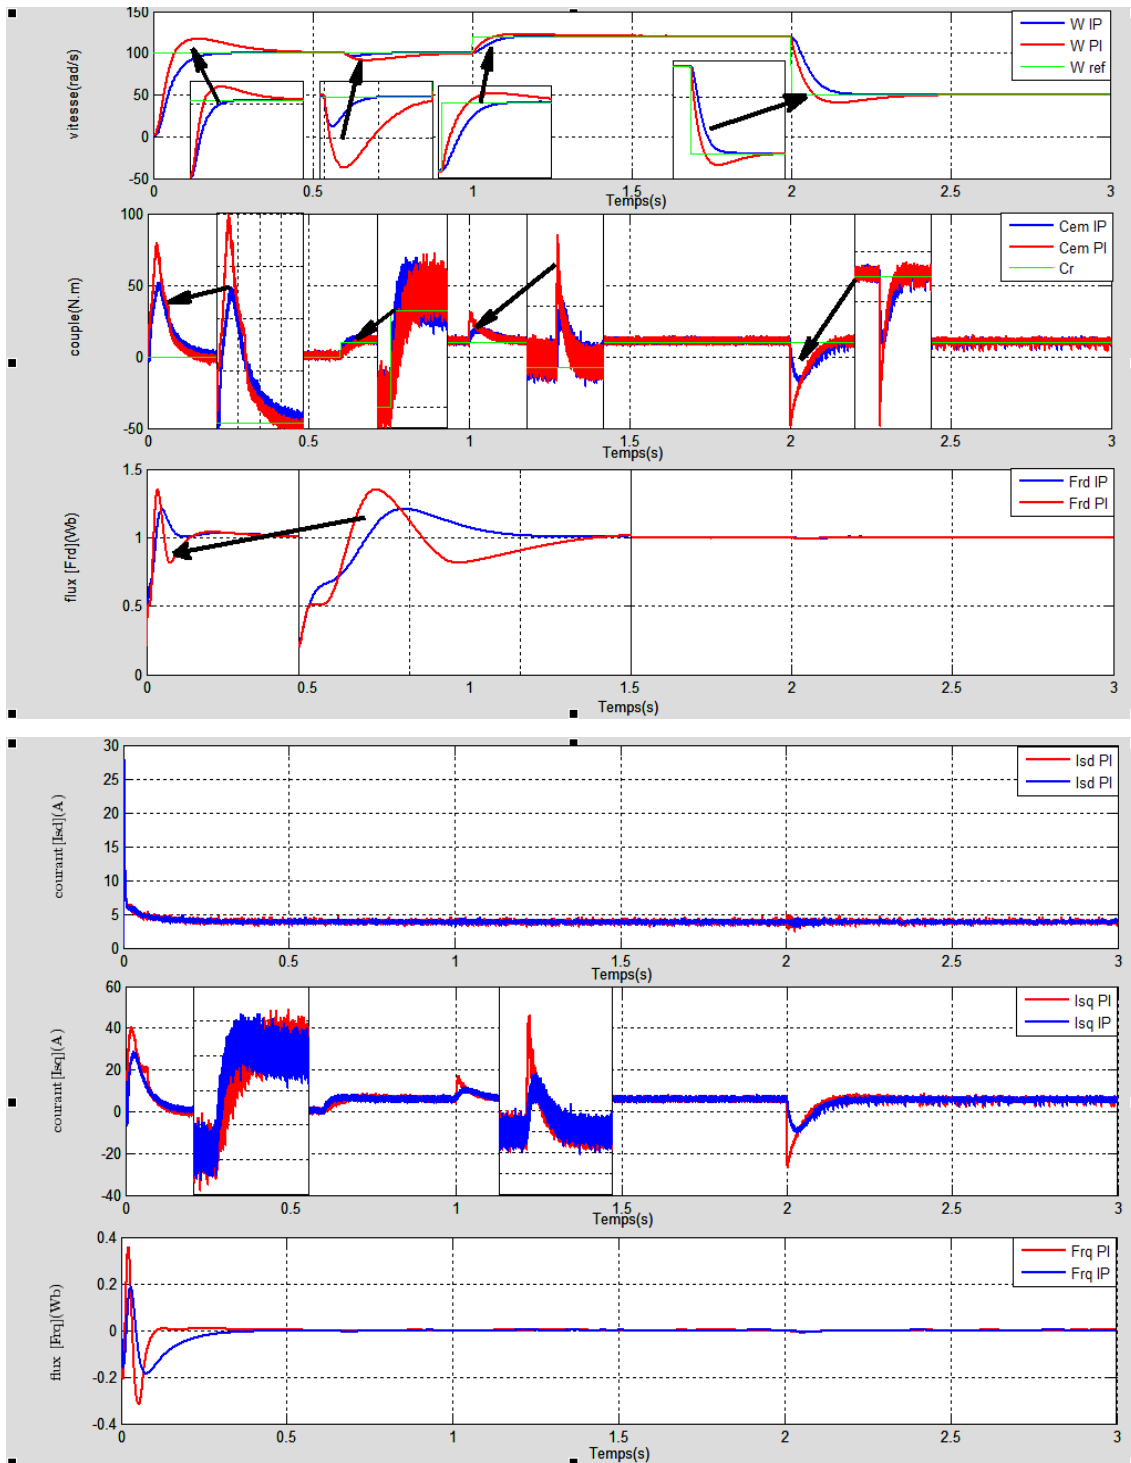 150
100
50
0
-50
vitesse(rad/s)
W IP
W PI
W ref
0
0.5
1
1.5
2
2.5
3
Temps(s)
100
50
0
-50
couple(N.m)
Cem IP
Cem PI
Cr
0
0.5
1
1.5
2
2.5
3
Temps(s)
1.5
1
0.5
0
flux [Frd](Wb)
Frd IP
Frd PI
0
0.5
1
1.5
2
2.5
3
Temps(s)
30
25
20
15
10
5
0
courant[Isd](A)
Isd PI
Isd PI
0
0.5
1
1.5
2
2.5
3
Temps(s)
60
40
20
0
-20
-40
courant[Isq](A)
Isq PI
Isq IP
0.5
1
1.5
2
2.5
3
Temps(s)
0.4
0.2
0
-0.2
-0.4
flux [Frq](Wb)
Frq PI
Frq IP
0
0.5
1
1.5
2
2.5
3
Temps(s)